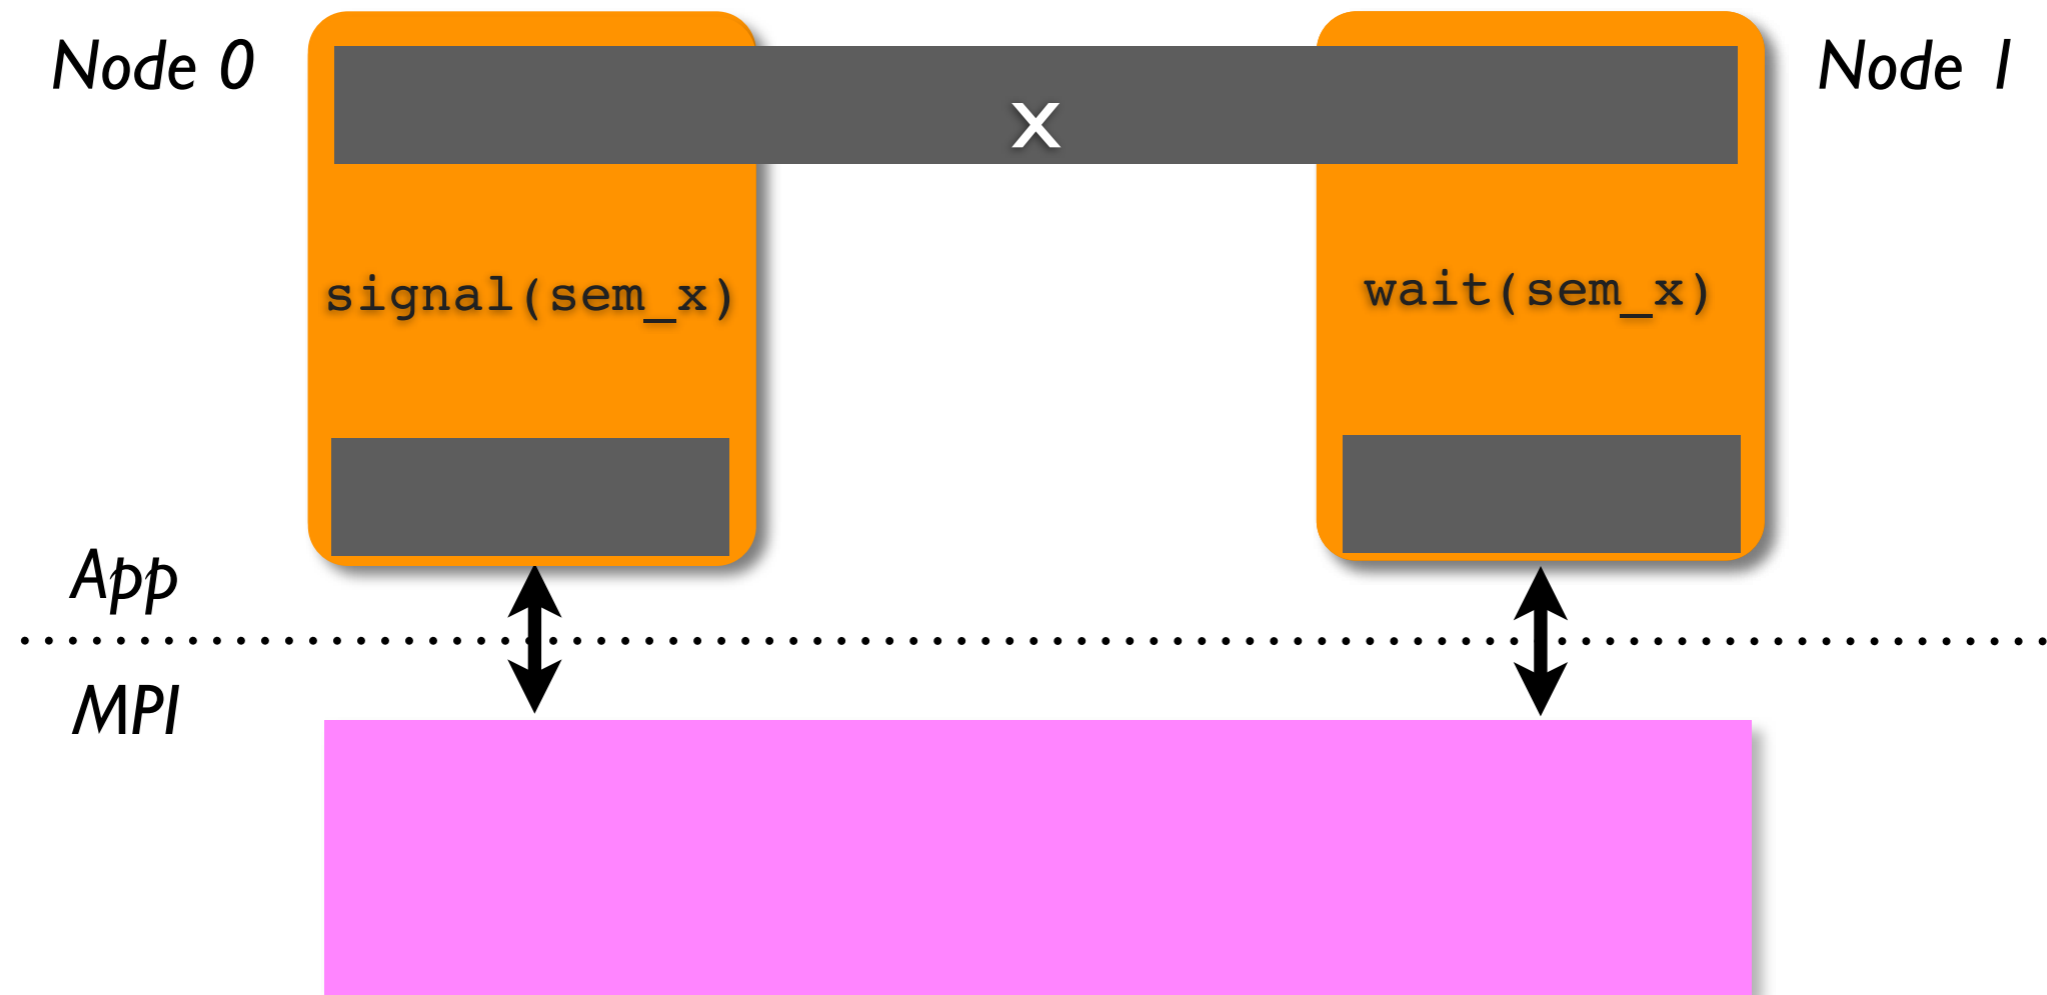 Node 0
x
Node 1
signal(sem_x)
wait(sem_x)
App
MPI